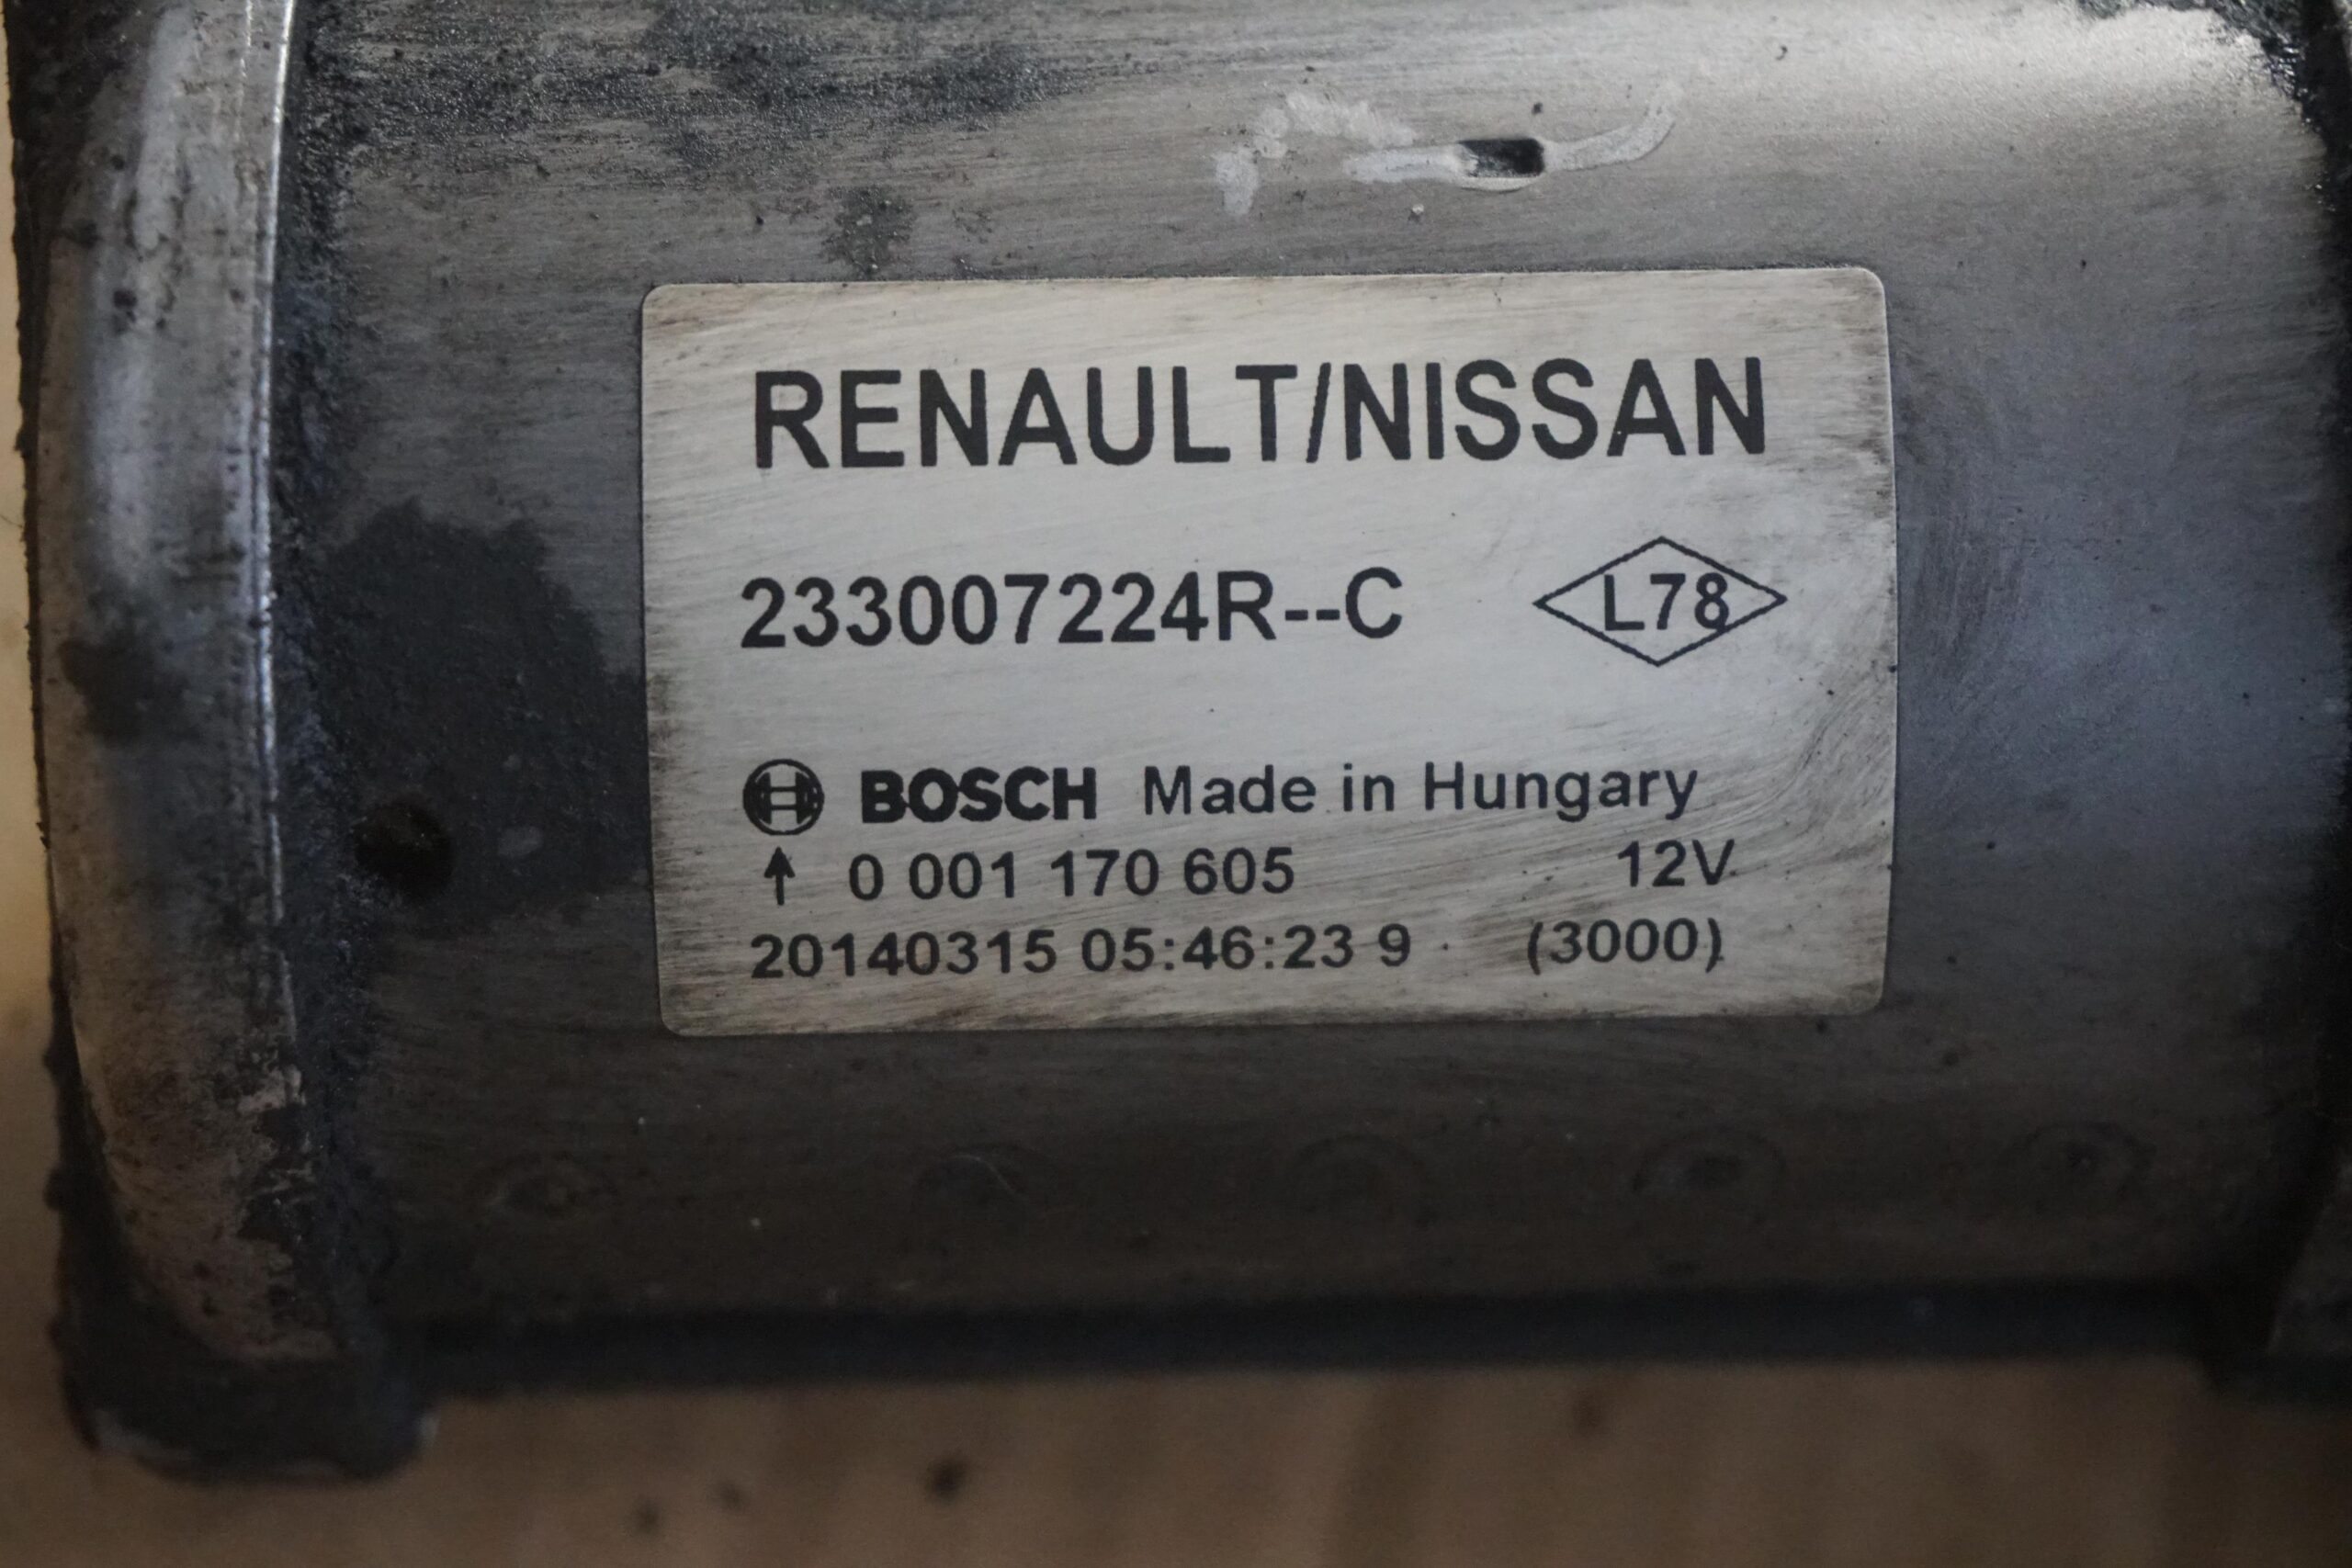 RENAULT/NISSAN
233007224R--C L78
BOSCH Made in Hungary
↑ 0 001 170 605 12V
20140315 05:46:23 9 (3000)